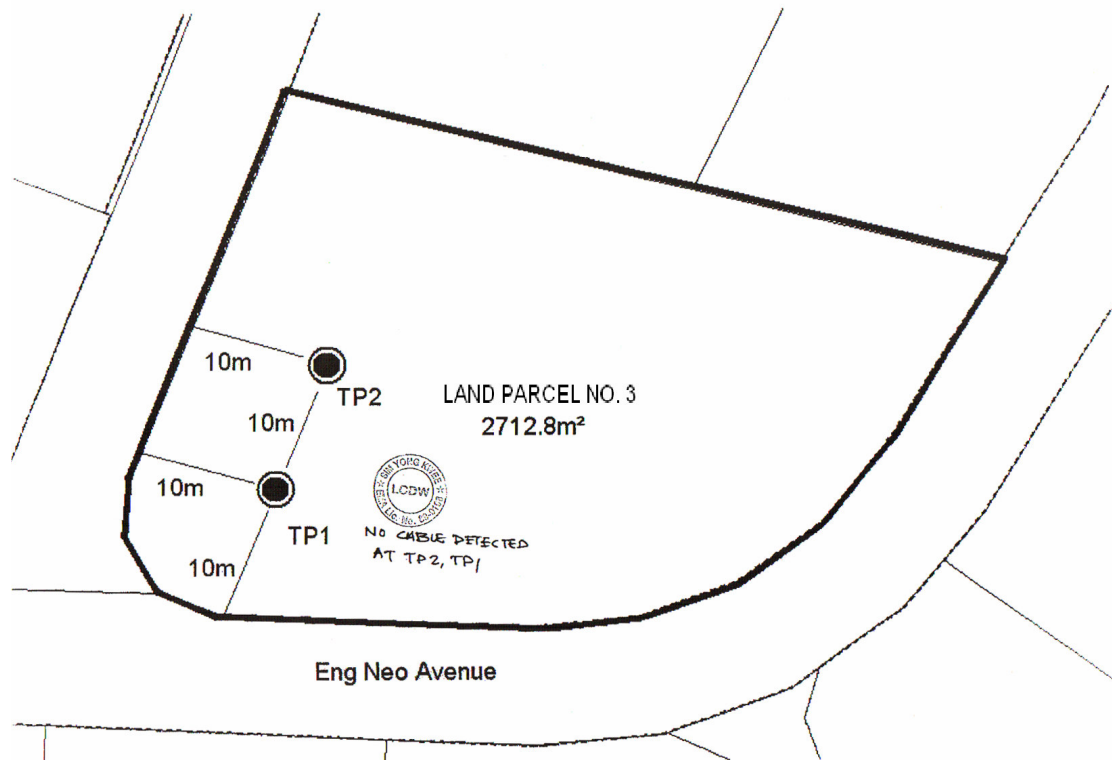 10m
TP2
LAND PARCEL NO. 3
2712.8m²
10m
10m
TP1
LCDW
NO CABLE DETECTED
AT TP2, TP1
10m
Eng Neo Avenue